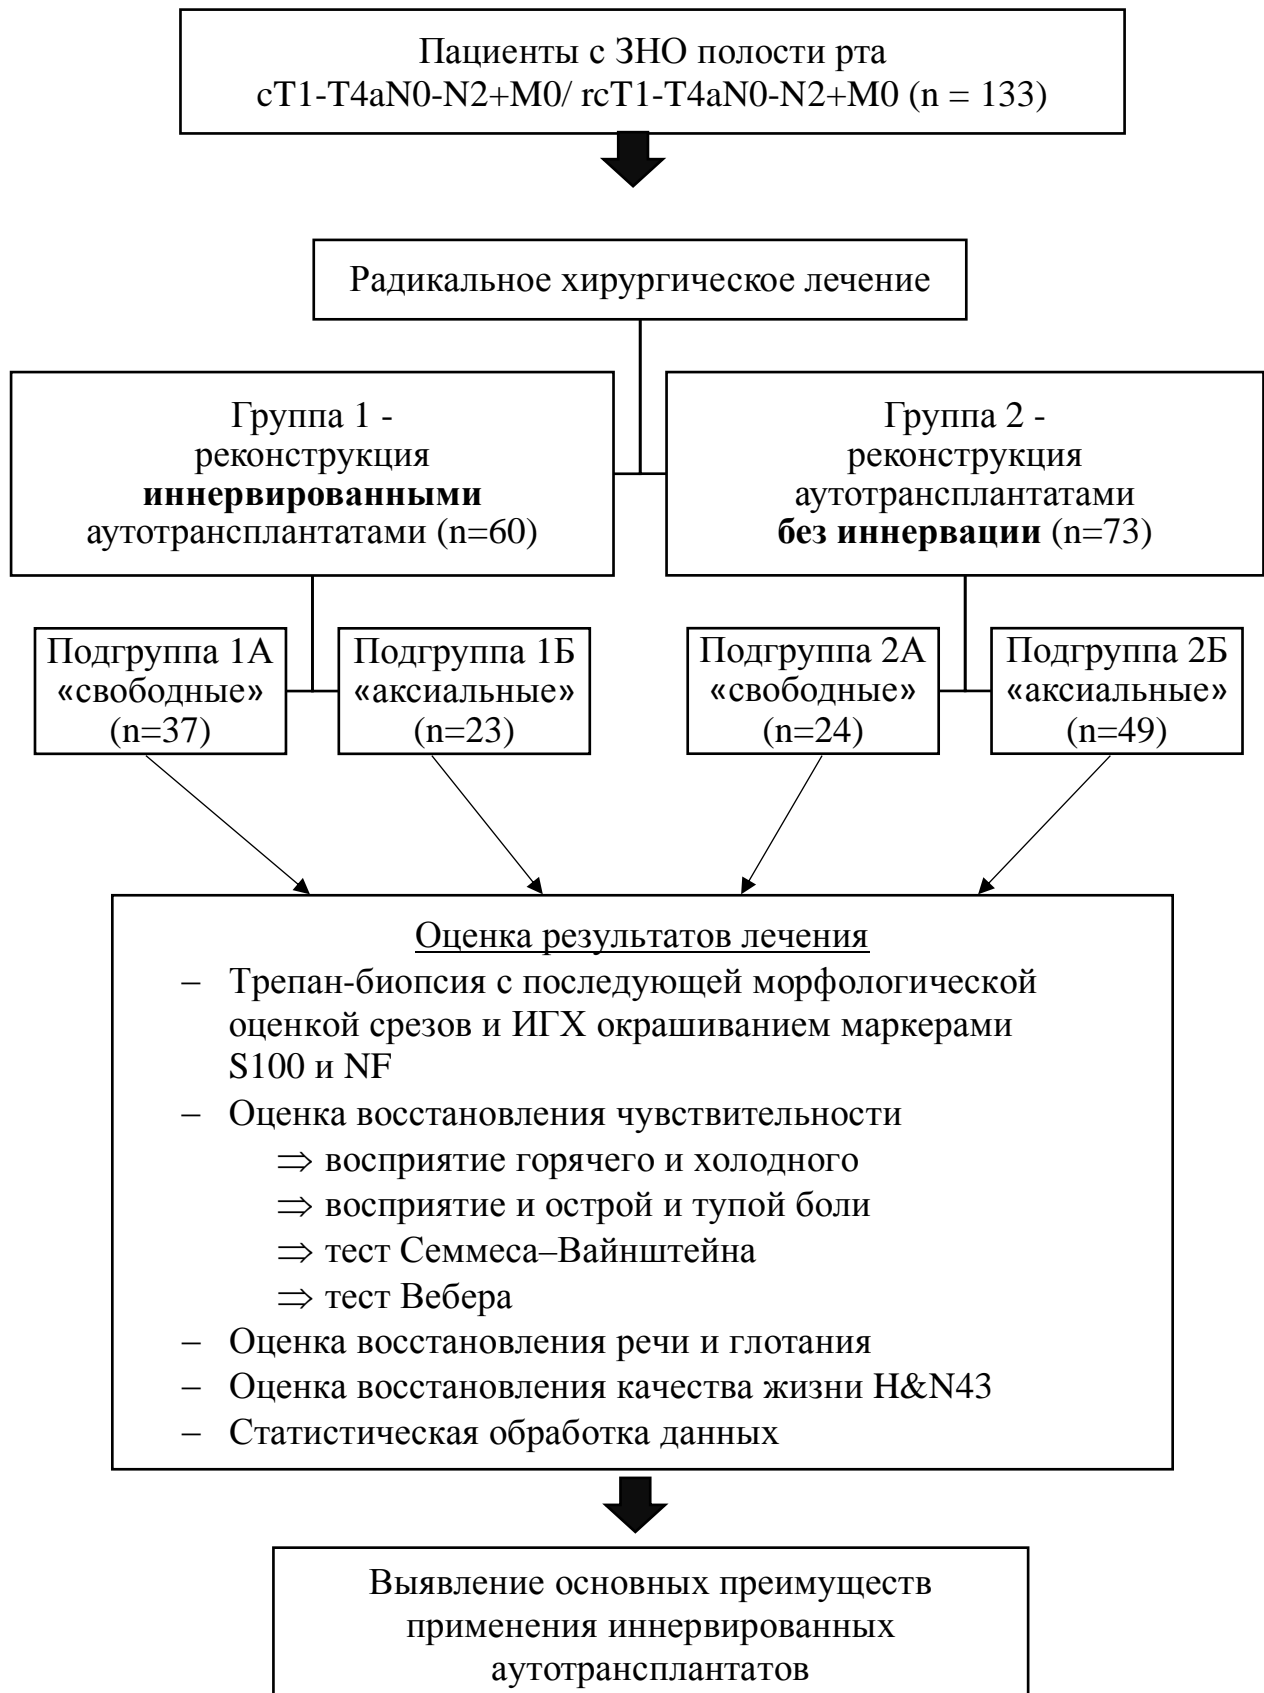 Пациенты с ЗНО полости рта
cT1-T4aN0-N2+M0/ rcT1-T4aN0-N2+M0 (n = 133)
Радикальное хирургическое лечение
Группа 1 -
реконструкция
иннервированными
аутотрансплантатами (n=60)
Группа 2 -
реконструкция
аутотрансплантатами
без иннервации (n=73)
Подгруппа 1А
«свободные»
(n=37)
Подгруппа 1Б
«аксиальные»
(n=23)
Подгруппа 2А
«свободные»
(n=24)
Подгруппа 2Б
«аксиальные»
(n=49)
Оценка результатов лечения
– Трепан-биопсия с последующей морфологической
оценкой срезов и ИГХ окрашиванием маркерами
S100 и NF
– Оценка восстановления чувствительности
⇒ восприятие горячего и холодного
⇒ восприятие и острой и тупой боли
⇒ тест Семмеса–Вайнштейна
⇒ тест Вебера
– Оценка восстановления речи и глотания
– Оценка восстановления качества жизни H&N43
– Статистическая обработка данных
Выявление основных преимуществ
применения иннервированных
аутотрансплантатов